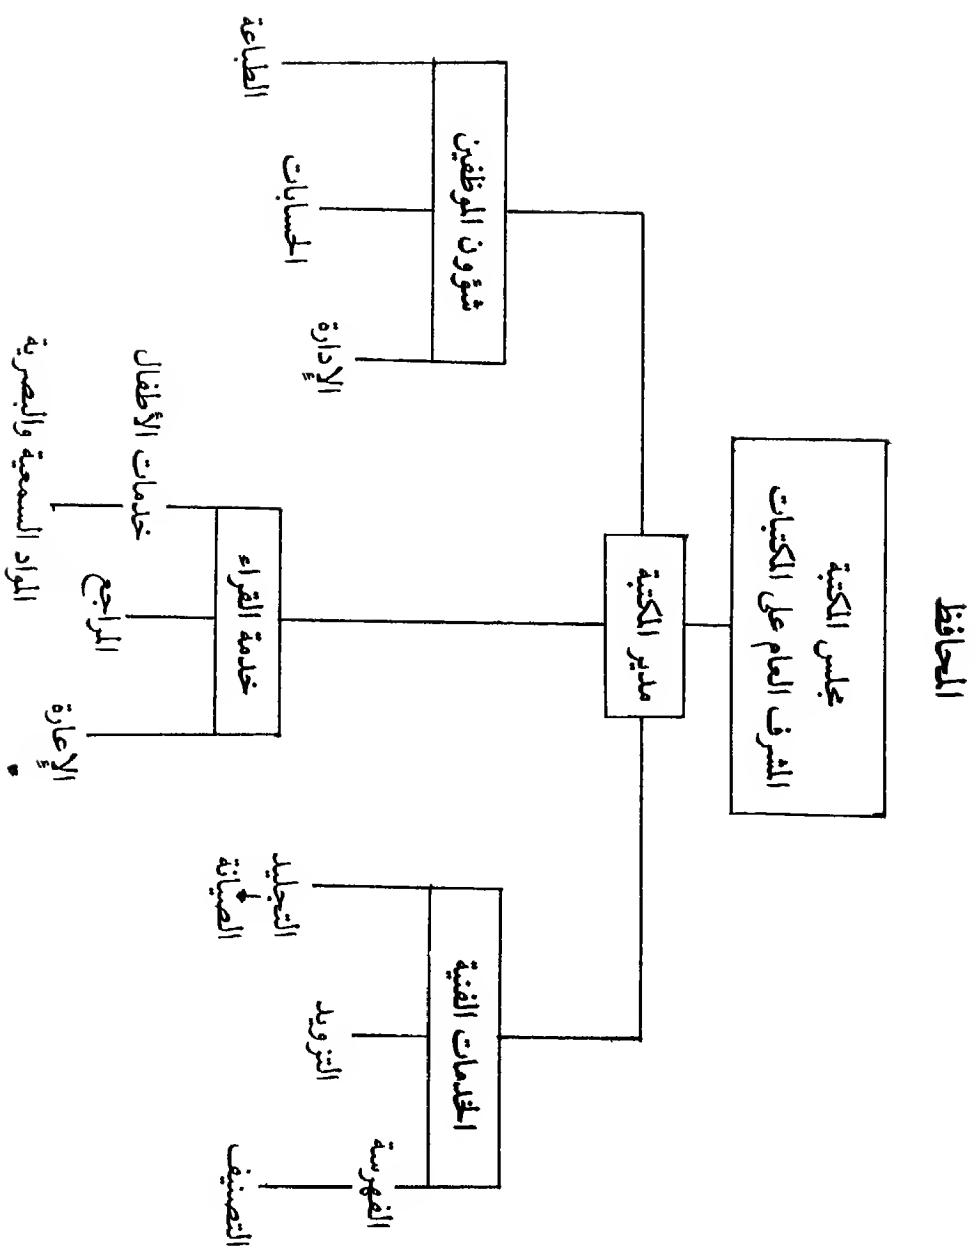 المحافظ
مجلس المكتبة
المشرف العام على المكتبات
مدير المكتبة
الخدمات الفنية
الفهرسة
التصنيف
التزويد
التجليد
الصيانة
خدمة القراء
الإعارة
المراجع
خدمات الأطفال
المواد السمعية والبصرية
شؤون الموظفين
الإدارة
الحسابات
الطباعة